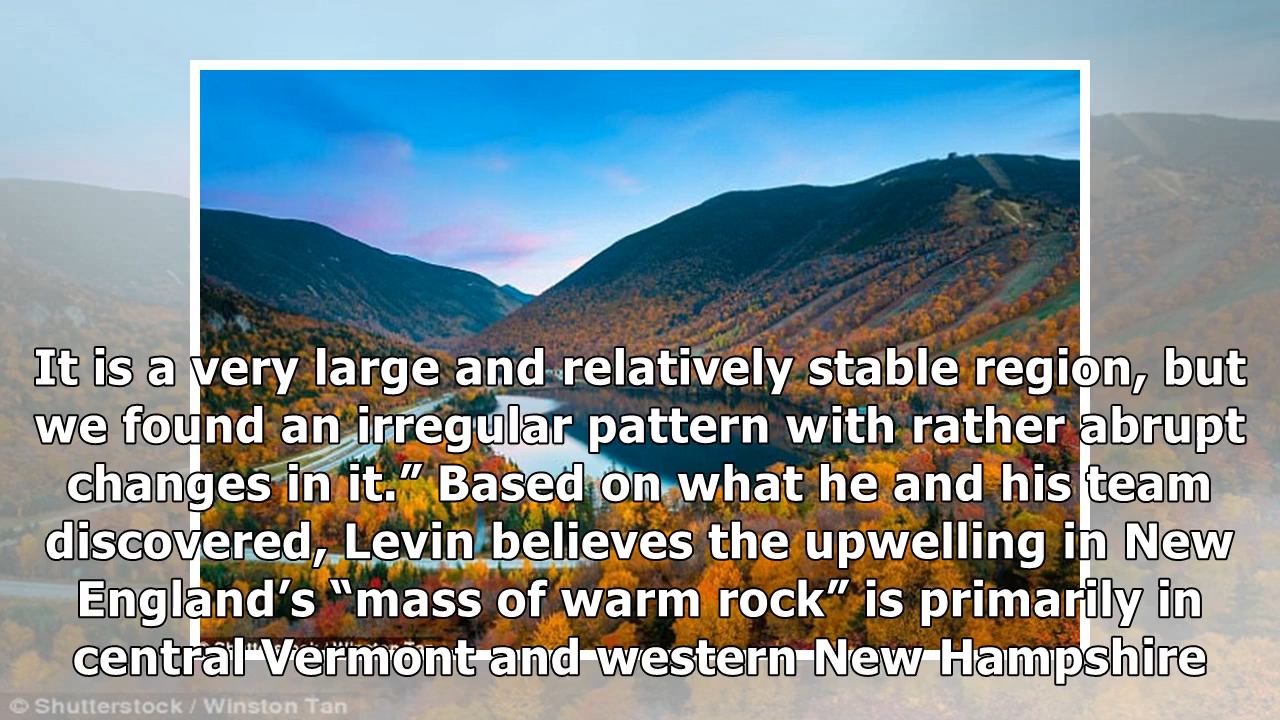 It is a very large and relatively stable region, but
we found an irregular pattern with rather abrupt
changes in it.” Based on what he and his team
discovered, Levin believes the upwelling in New
England’s “mass of warm rock” is primarily in
central Vermont and western New Hampshire
© Shutterstock / Winston Tan